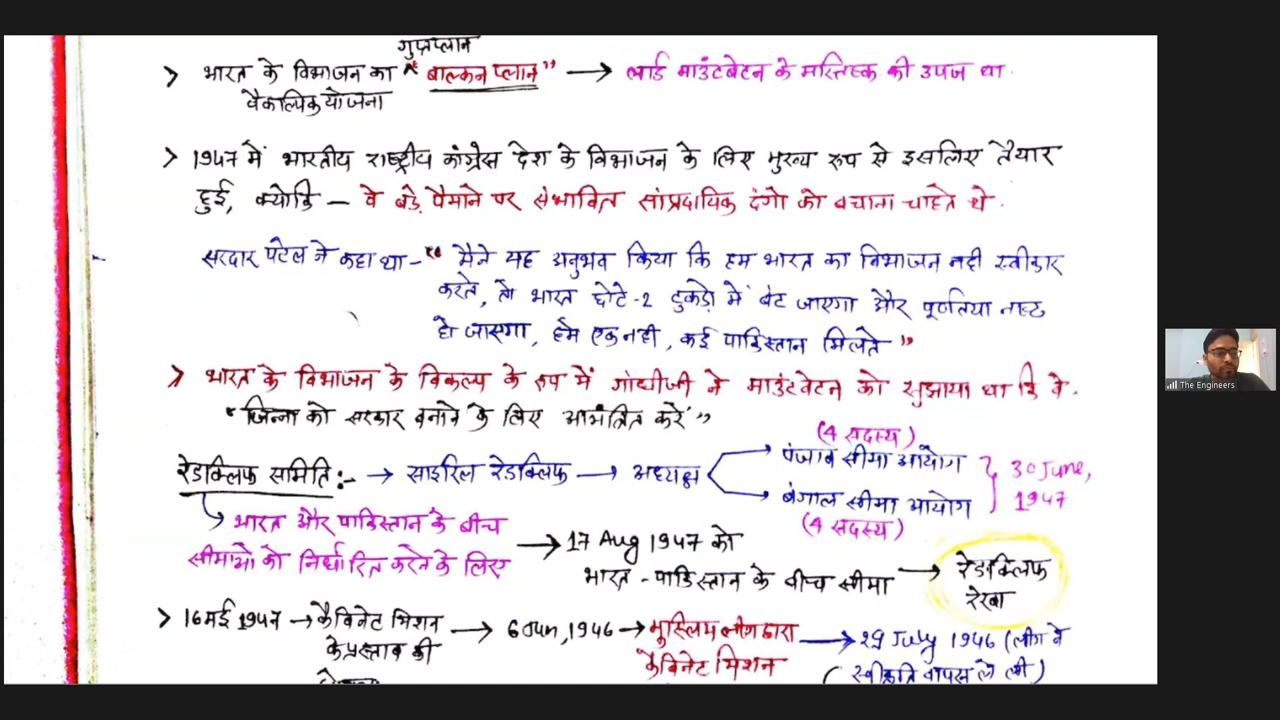 गुप्तप्लान
> भारत के विभाजन का "बाल्कन प्लान" → लार्ड माउंटबेटन के मस्तिष्क की उपज था.
वैकल्पिक योजना
> 1947 में भारतीय राष्ट्रीय कांग्रेस देश के विभाजन के लिए मुख्य रूप से इसलिए तैयार
हुई, क्योकि – वे बड़े पैमाने पर संभावित सांप्रदायिक दंगो को बचाना चाहते थे.
सरदार पटेल ने कहा था – "मैने यह अनुभव किया कि हम भारत का विभाजन नही स्वीकार
करते, तो भारत छोटे-2 टुकड़ो में बंट जाएगा और पूर्णतया नष्ट
हो जाएगा, हमे एक नही, कई पाकिस्तान मिलते"
> भारत के विभाजन के विकल्प के रूप में गांधीजी ने माउंटबेटन को सुझाया था कि वे.
"जिन्ना को सरकार बनाने के लिए आमंत्रित करें"
(4 सदस्य)
रेडक्लिफ समिति:- → साइरिल रेडक्लिफ → अध्यक्ष
पंजाब सीमा आयोग
बंगाल सीमा आयोग
30 June,
1947
(4 सदस्य)
भारत और पाकिस्तान के बीच
सीमाओ को निर्धारित करने के लिए
→ 17 Aug 1947 को
भारत - पाकिस्तान के बीच सीमा →
रेडक्लिफ
रेखा
> 16 मई 1947 → कैबिनेट मिशन
के प्रस्ताव की
→ 6 Jun, 1946 → मुस्लिम लीग द्वारा
कैबिनेट मिशन
→ 29 July 1946 (लीग ने
(स्वीकृति वापस ले ली)
The Engineers